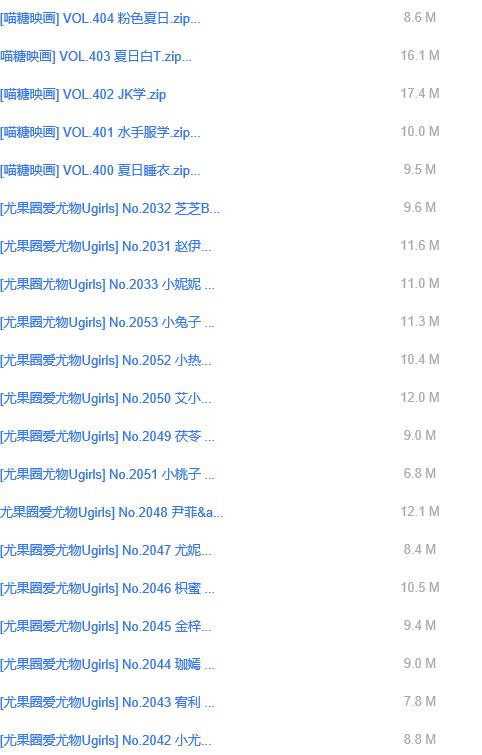 [喵糖映画] VOL.404 粉色夏日.zip... 8.6 M
喵糖映画] VOL.403 夏日白T.zip... 16.1 M
[喵糖映画] VOL.402 JK学.zip 17.4 M
[喵糖映画] VOL.401 水手服学.zip... 10.0 M
[喵糖映画] VOL.400 夏日睡衣.zip... 9.5 M
[尤果圈爱尤物Ugirls] No.2032 芝芝B... 9.6 M
[尤果圈爱尤物Ugirls] No.2031 赵伊... 11.6 M
[尤果圈尤物Ugirls] No.2033 小妮妮 ... 11.0 M
[尤果圈尤物Ugirls] No.2053 小兔子 ... 11.3 M
[尤果圈爱尤物Ugirls] No.2052 小热... 10.4 M
[尤果圈爱尤物Ugirls] No.2050 艾小... 12.0 M
[尤果圈爱尤物Ugirls] No.2049 茯苓 ... 9.0 M
[尤果圈尤物Ugirls] No.2051 小桃子 ... 6.8 M
尤果圈爱尤物Ugirls] No.2048 尹菲&a... 12.1 M
[尤果圈爱尤物Ugirls] No.2047 尤妮... 8.4 M
[尤果圈爱尤物Ugirls] No.2046 枳蜜 ... 10.5 M
[尤果圈爱尤物Ugirls] No.2045 金梓... 9.4 M
[尤果圈爱尤物Ugirls] No.2044 珈嫣 ... 9.0 M
[尤果圈爱尤物Ugirls] No.2043 宥利 ... 7.8 M
[尤果圈爱尤物Ugirls] No.2042 小尤... 8.8 M